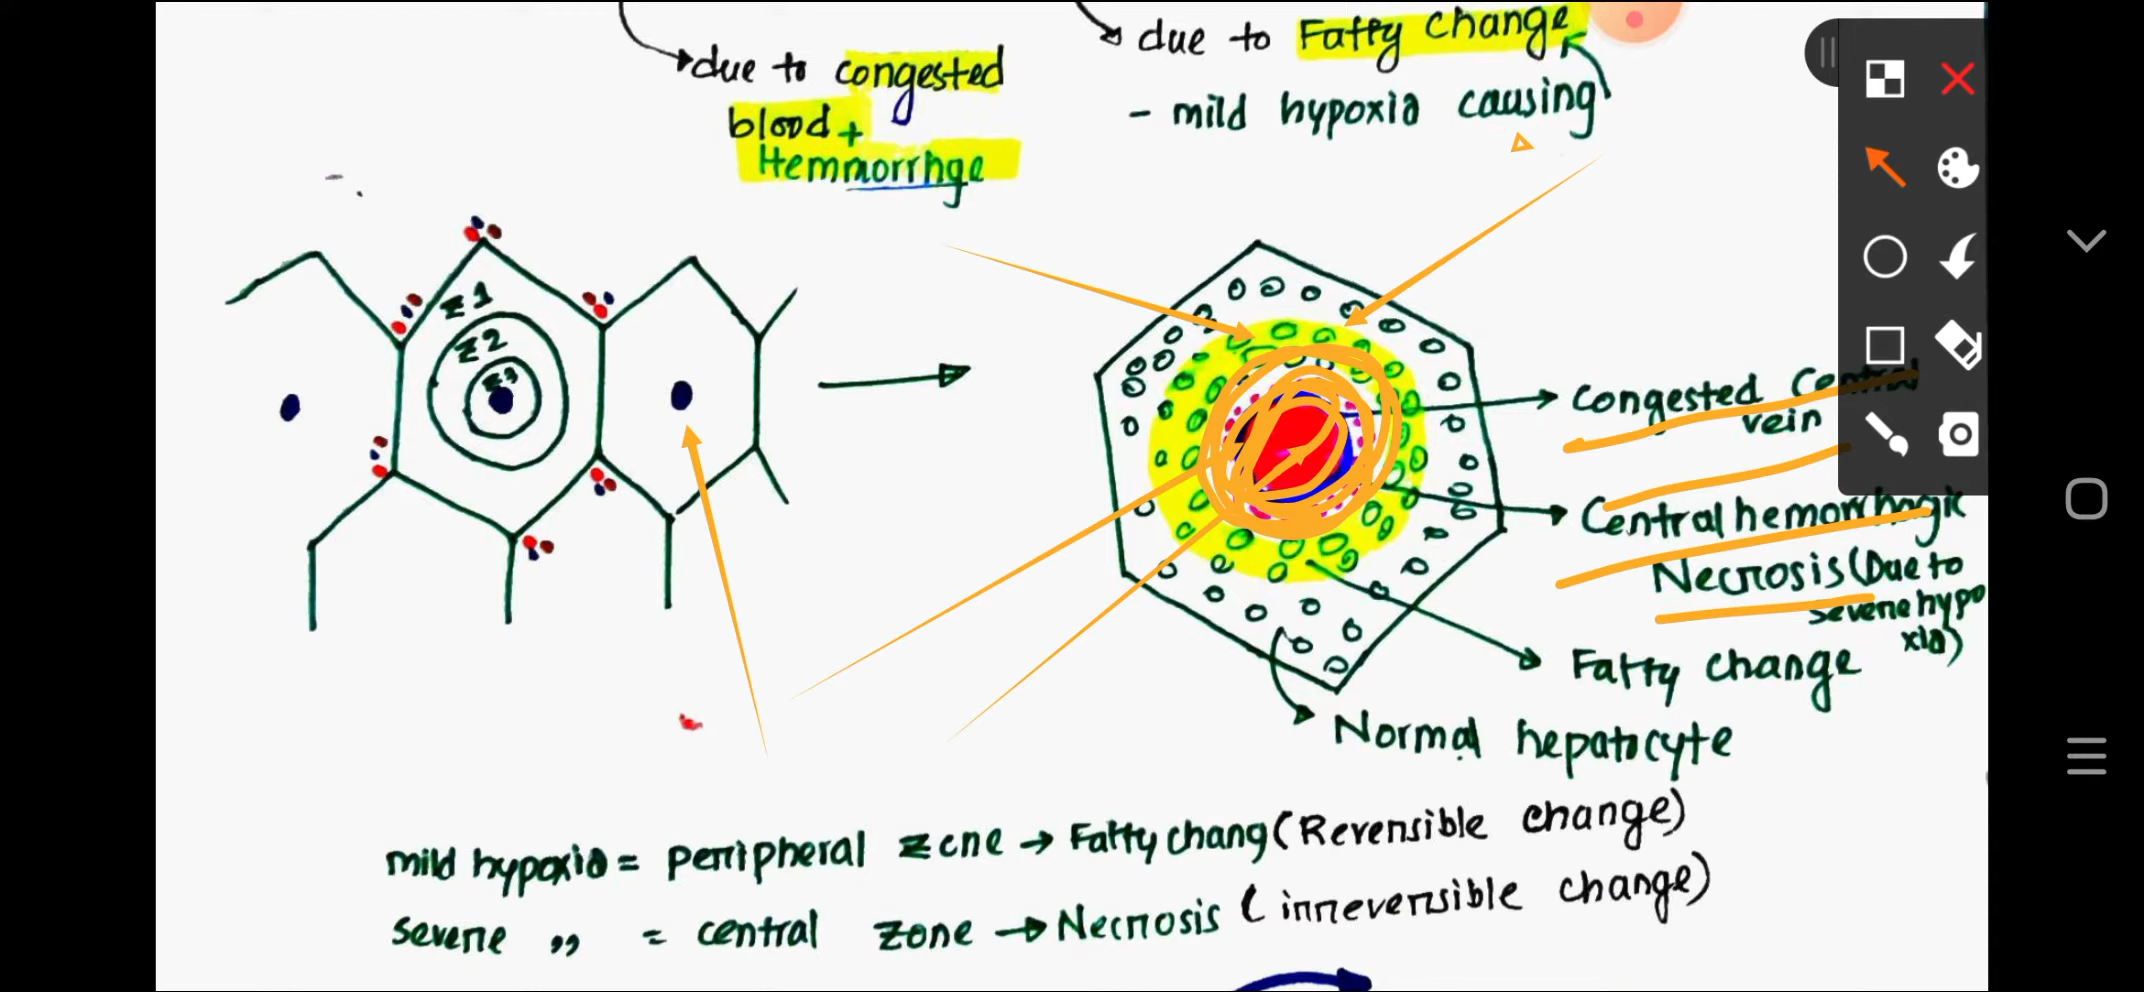 due to congested
blood +
Hemmorrhge
due to Fatty change
- mild hypoxia causing
Z1
Z2
Z3
Congested Central
vein
Central hemorrhagic
Necrosis (Due to
severe hypo
xia)
Fatty change
Normal hepatocyte
mild hypoxia = peripheral zone → Fatty chang (Reversible change)
severe ,, = central zone → Necrosis (irreversible change)